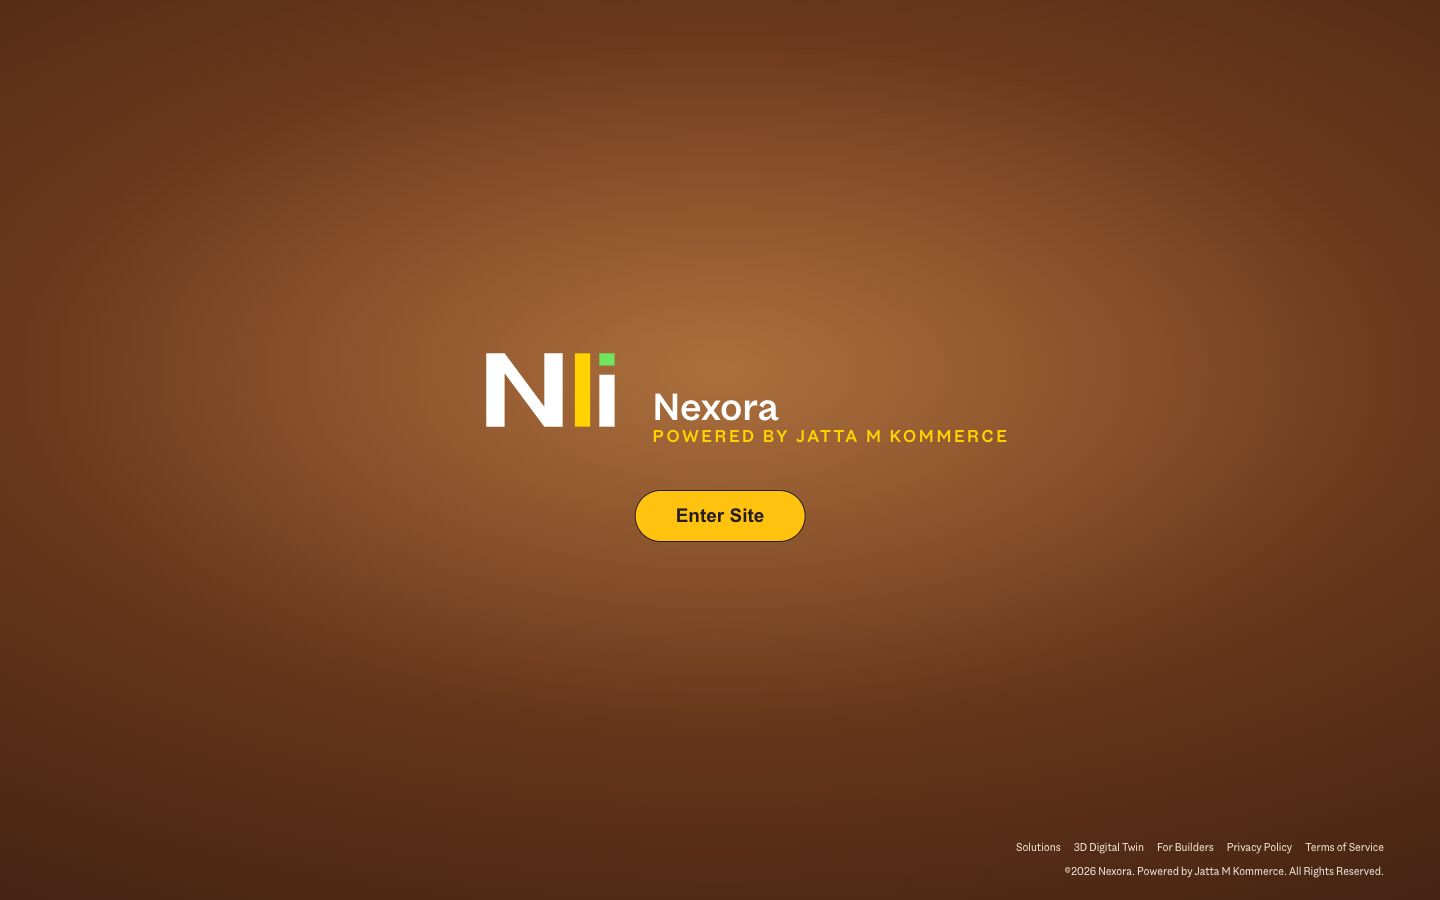 Nli
Nexora
POWERED BY JATTA M KOMMERCE
Enter Site
Solutions 3D Digital Twin For Builders Privacy Policy Terms of Service
©2026 Nexora. Powered by Jatta M Kommerce. All Rights Reserved.